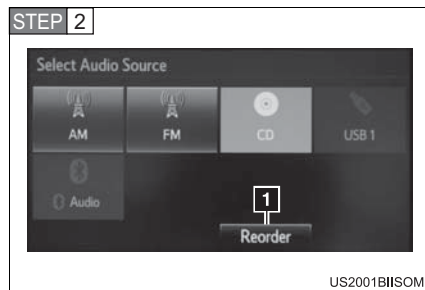 STEP 2
Select Audio Source
AM
FM
CD
USB 1
Audio
1
Reorder
US2001BIISOM